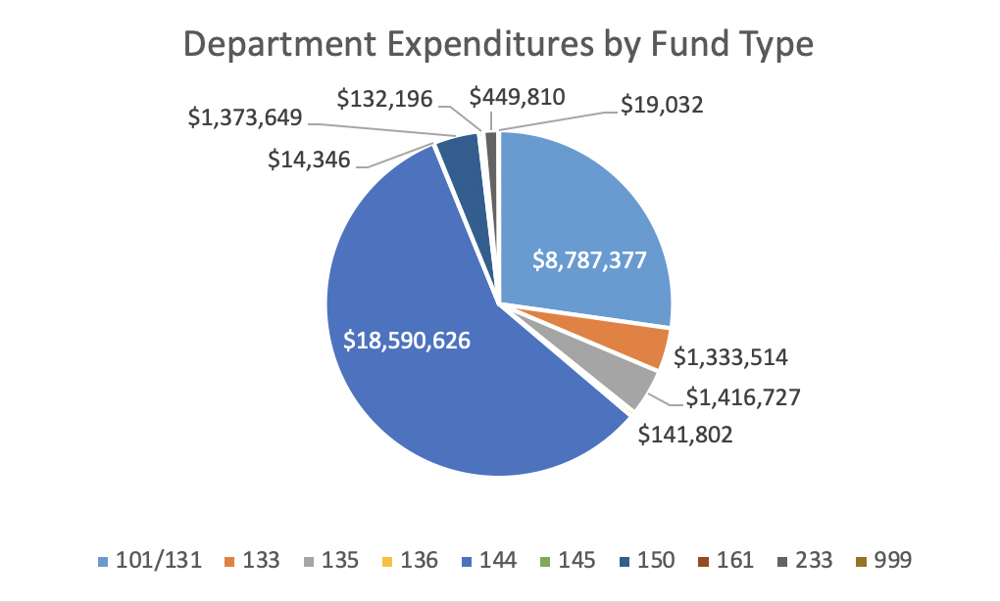 Department Expenditures by Fund Type
$132,196 $449,810 $19,032
$1,373,649
$14,346
$8,787,377
$18,590,626
$1,333,514
$1,416,727
$141,802
101/131 133 135 136 144 145 150 161 233 999